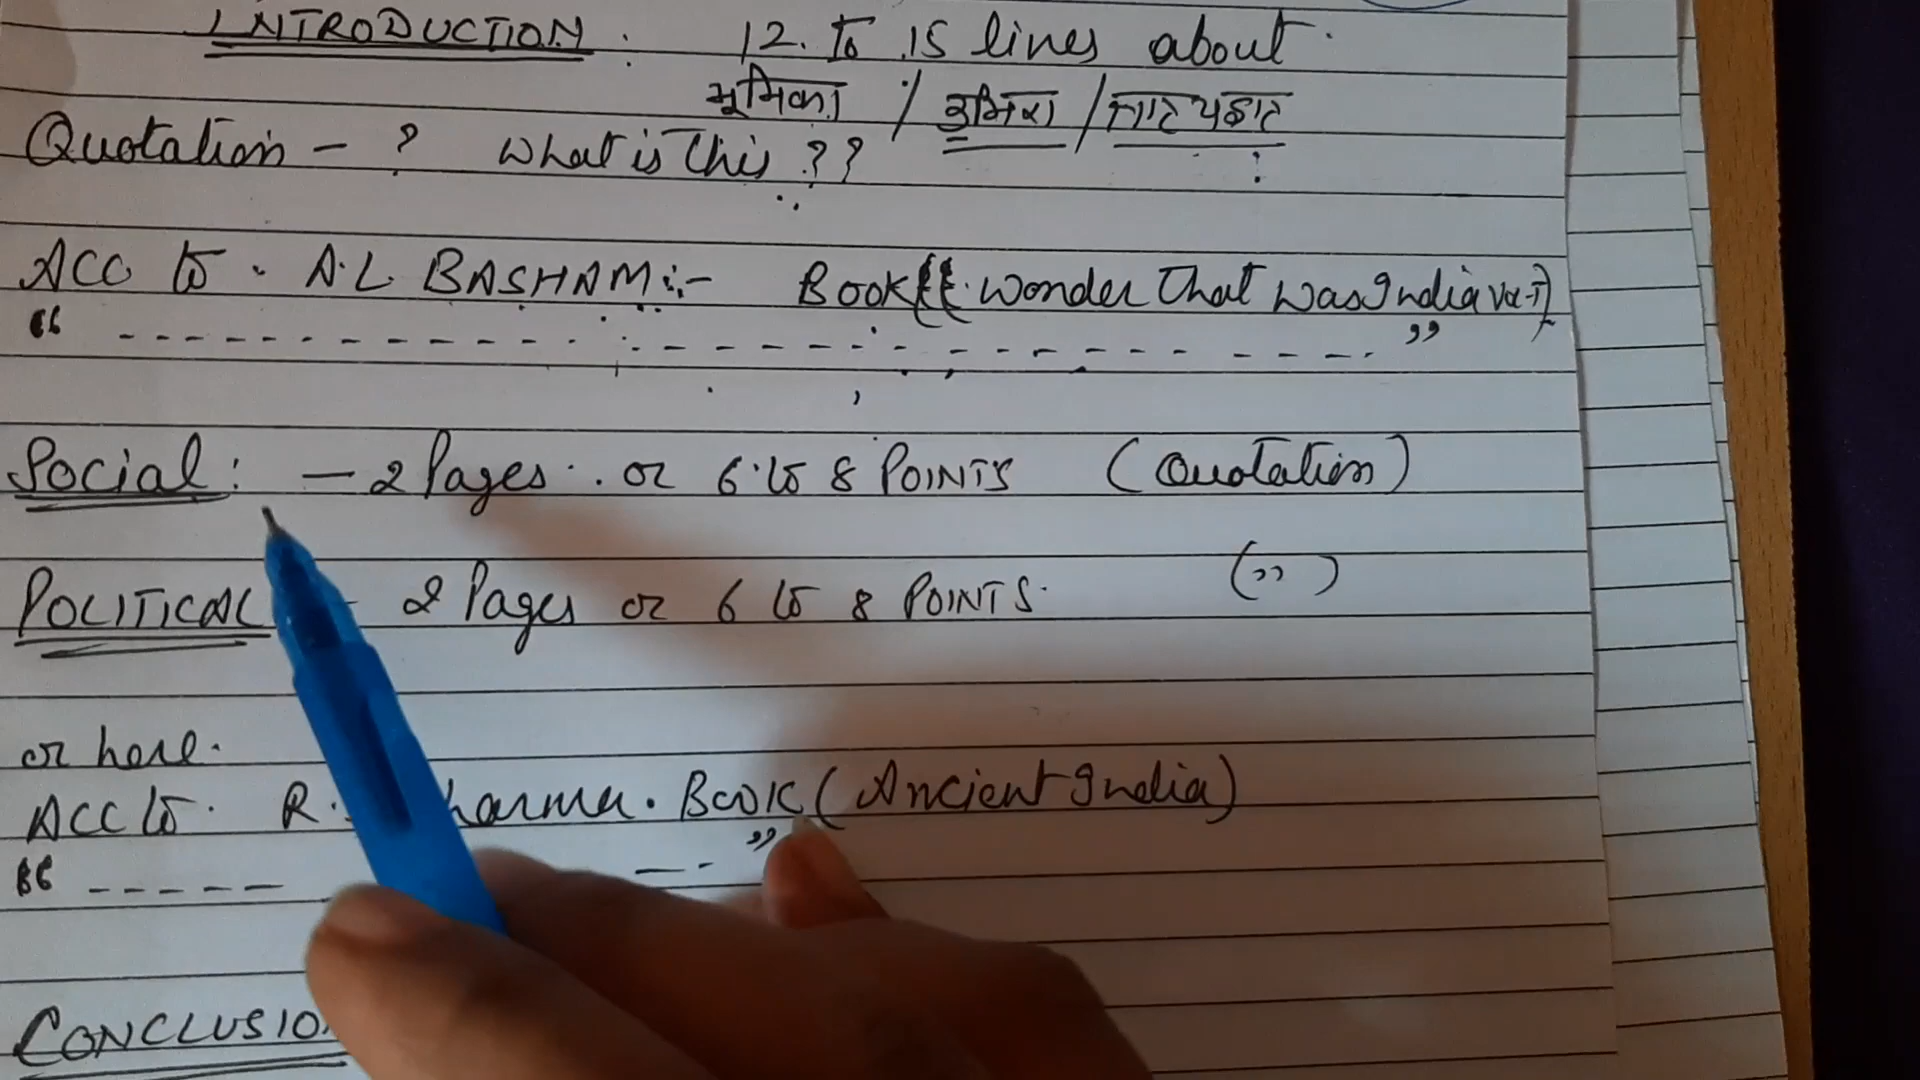 INTRODUCTION : 12. to 15 lines about
भूमिका / भूमिका /
Quotation - ? What is this ??
ACC to . A.L BASHAM :- Book {{ Wonder That Was India Vol-I}
“ - - - - - - - - - - - - - - - - - - - - - - - - ”
Social : - 2 Pages . or 6 to 8 POINTS (Quotation)
POLITICAL - 2 Pages or 6 to 8 POINTS. (”)
or here.
ACC to . R. harma . Book (Ancient India)
“ - - - - - - - ”
CONCLUSIO